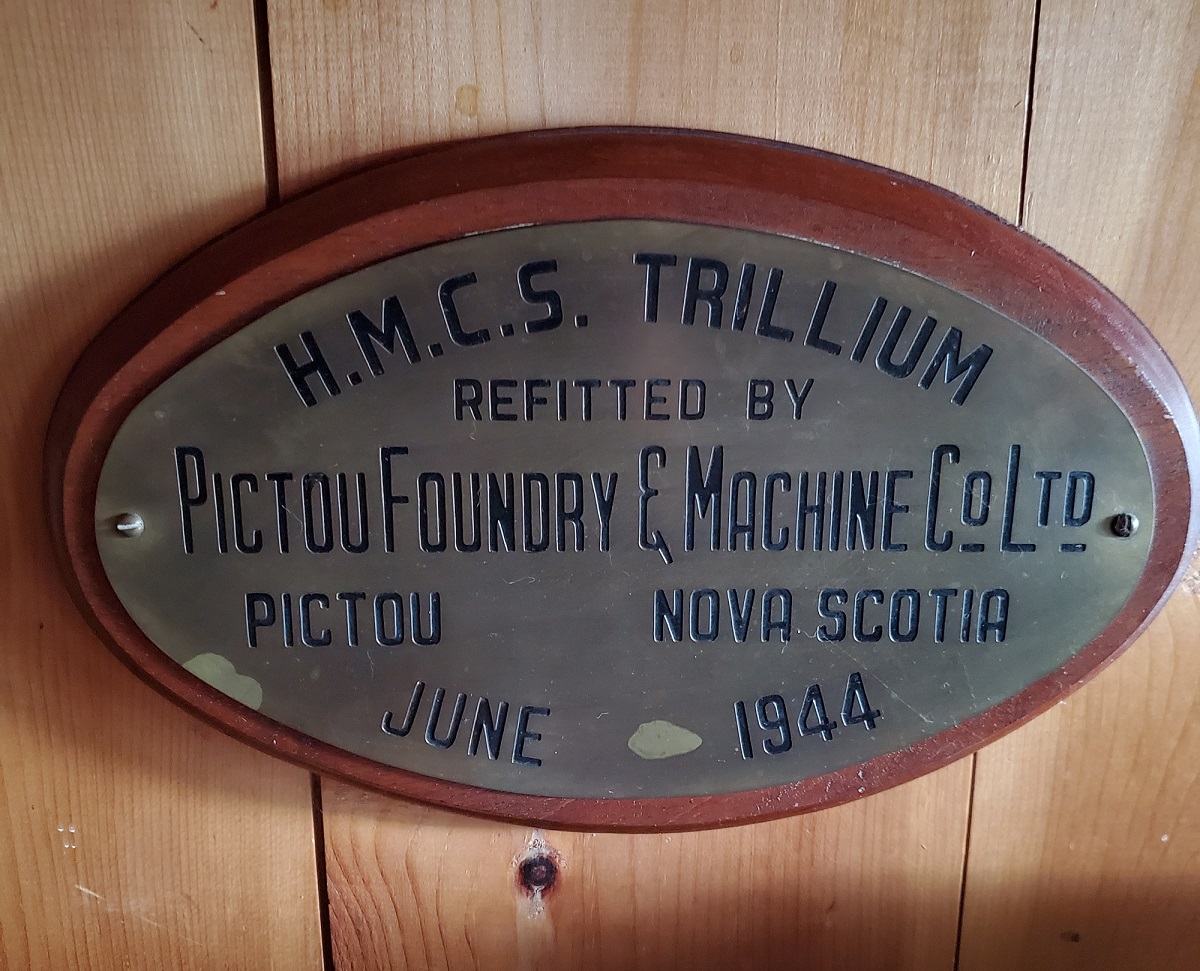 H.M.C.S. TRILLIUM
REFITTED BY
PICTOU FOUNDRY & MACHINE CO LTD
PICTOU NOVA SCOTIA
JUNE 1944